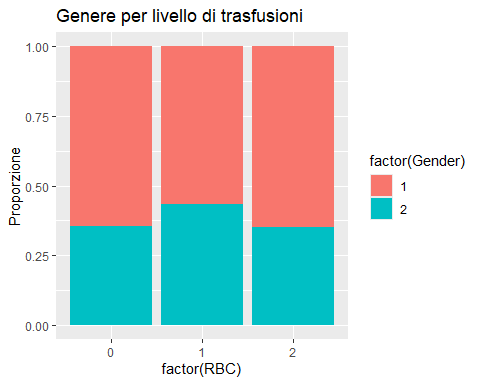 Genere per livello di trasfusioni
1.00
0.75
0.50
0.25
0.00
Proporzione
0 1 2
factor(RBC)
factor(Gender)
1
2